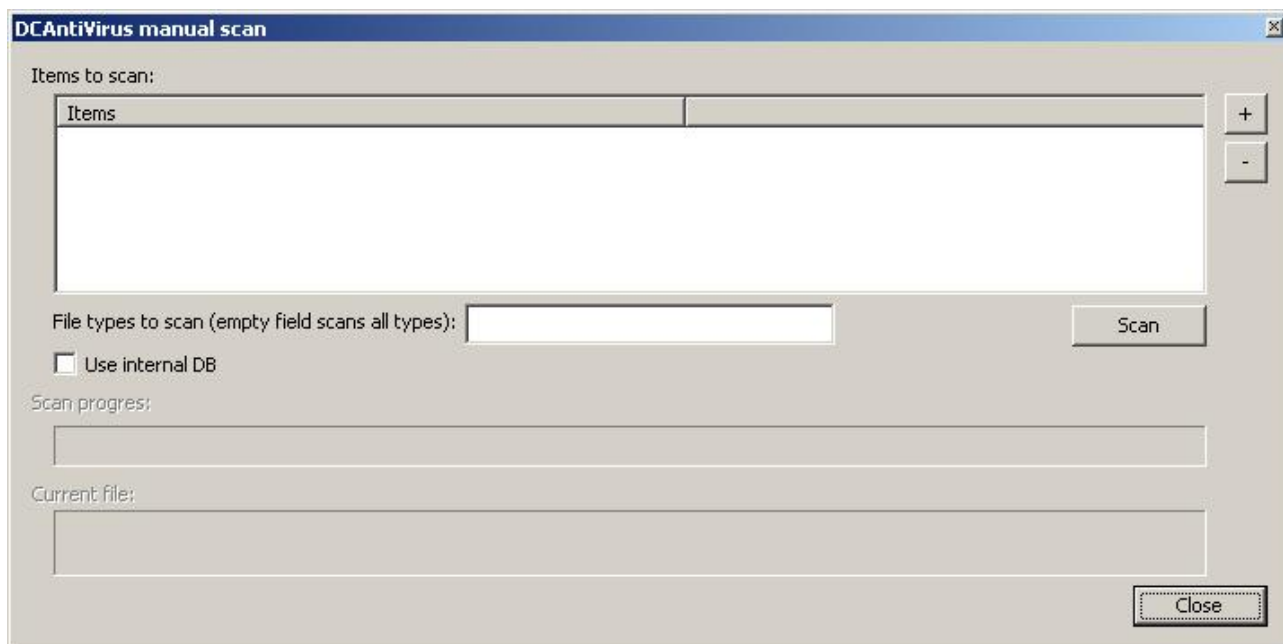 DCAntiVirus manual scan
Items to scan:
Items
+
-
File types to scan (empty field scans all types):
Scan
Use internal DB
Scan progres:
Current file:
Close